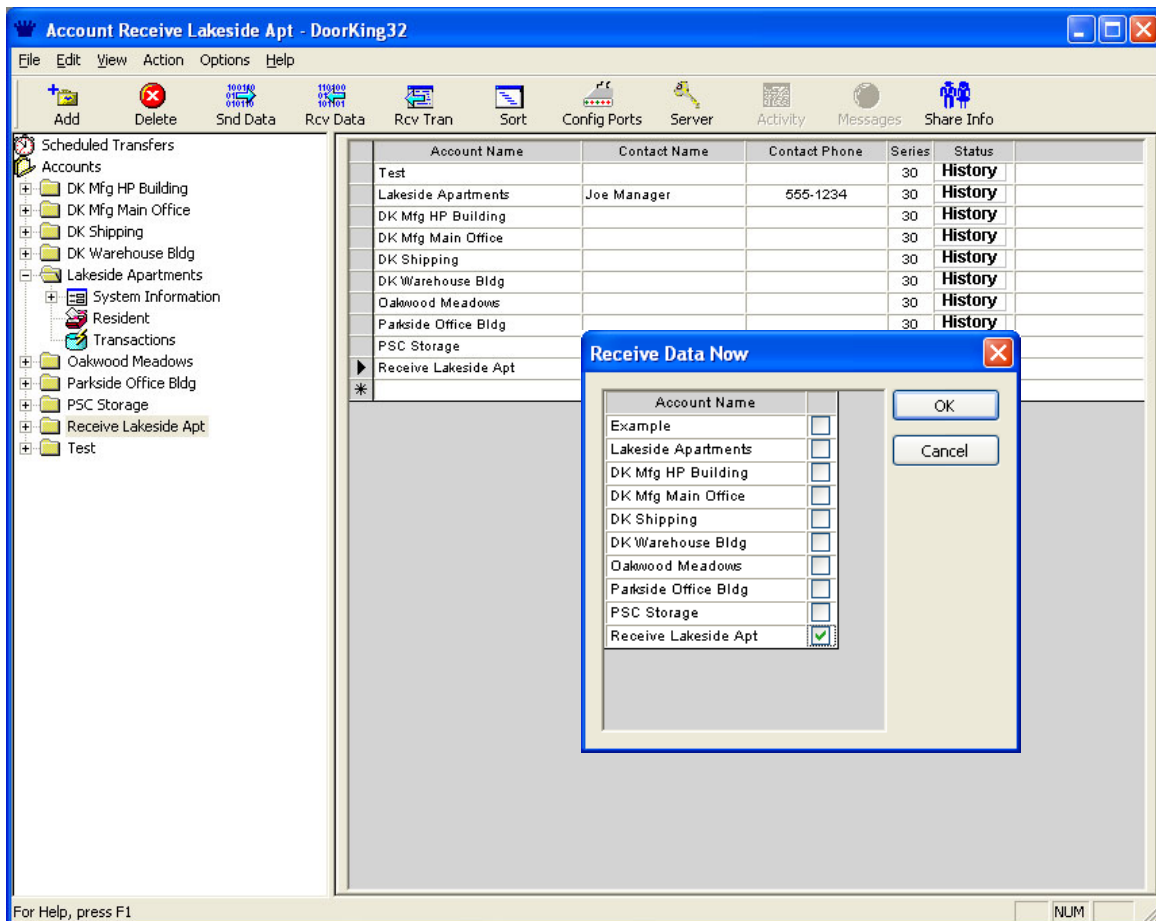 Account Receive Lakeside Apt - DoorKing32
File Edit View Action Options Help
Add Delete Snd Data Rcv Data Rcv Tran Sort Config Ports Server Activity Messages Share Info
Scheduled Transfers
Accounts
DK Mfg HP Building
DK Mfg Main Office
DK Shipping
DK Warehouse Bldg
Lakeside Apartments
System Information
Resident
Transactions
Oakwood Meadows
Parkside Office Bldg
PSC Storage
Receive Lakeside Apt
Test
Account Name Contact Name Contact Phone Series Status
Test 30 History
Lakeside Apartments Joe Manager 555-1234 30 History
DK Mfg HP Building 30 History
DK Mfg Main Office 30 History
DK Shipping 30 History
DK Warehouse Bldg 30 History
Oakwood Meadows 30 History
Parkside Office Bldg 30 History
PSC Storage
Receive Lakeside Apt
Receive Data Now
Account Name
Example
Lakeside Apartments
DK Mfg HP Building
DK Mfg Main Office
DK Shipping
DK Warehouse Bldg
Oakwood Meadows
Parkside Office Bldg
PSC Storage
Receive Lakeside Apt
OK
Cancel
For Help, press F1
NUM